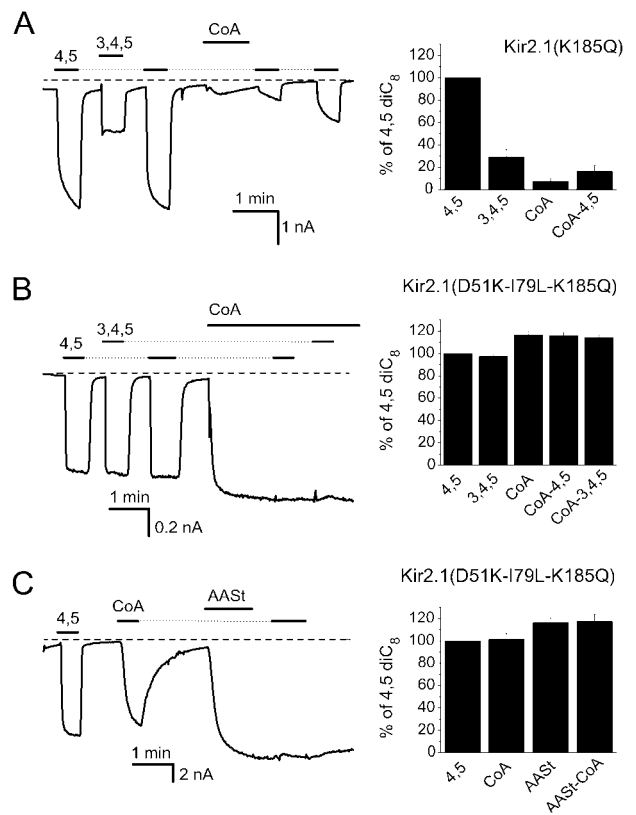 A
CoA
3,4,5
4,5
1 min
1 nA
Kir2.1(K185Q)
% of 4,5 diC8
120
100
80
60
40
20
0
4,5
3,4,5
CoA
CoA-4,5
B
CoA
3,4,5
4,5
1 min
0.2 nA
Kir2.1(D51K-I79L-K185Q)
% of 4,5 diC8
120
100
80
60
40
20
0
4,5
3,4,5
CoA
CoA-4,5
CoA-3,4,5
C
AASt
CoA
4,5
1 min
2 nA
Kir2.1(D51K-I79L-K185Q)
% of 4,5 diC8
120
100
80
60
40
20
0
4,5
CoA
AASt
AASt-CoA